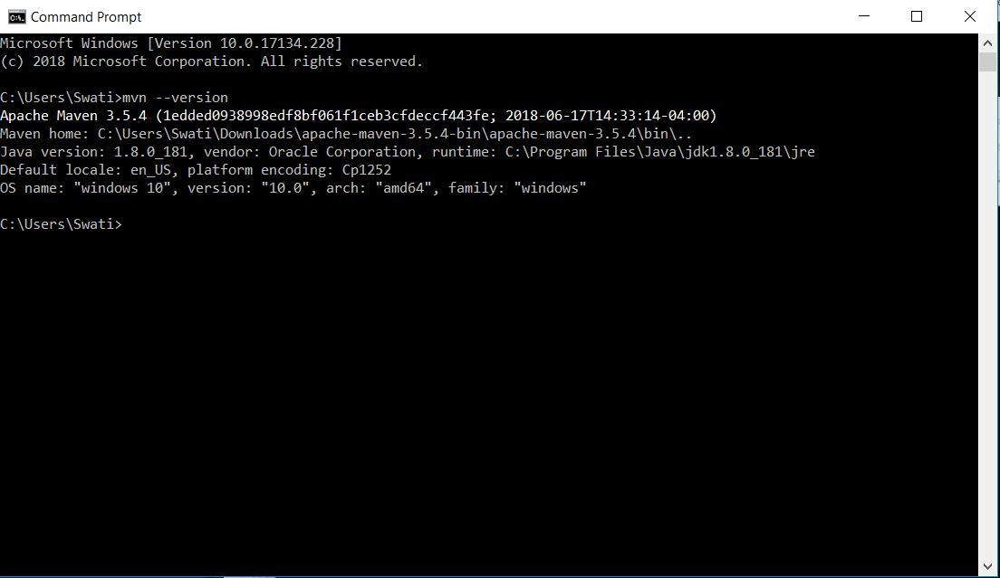 Command Prompt
Microsoft Windows [Version 10.0.17134.228]
(c) 2018 Microsoft Corporation. All rights reserved.
C:\Users\Swati>mvn --version
Apache Maven 3.5.4 (1edded0938998edf8bf061f1ceb3cfdeccf443fe; 2018-06-17T14:33:14-04:00)
Maven home: C:\Users\Swati\Downloads\apache-maven-3.5.4-bin\apache-maven-3.5.4\bin\..
Java version: 1.8.0_181, vendor: Oracle Corporation, runtime: C:\Program Files\Java\jdk1.8.0_181\jre
Default locale: en_US, platform encoding: Cp1252
OS name: "windows 10", version: "10.0", arch: "amd64", family: "windows"
C:\Users\Swati>